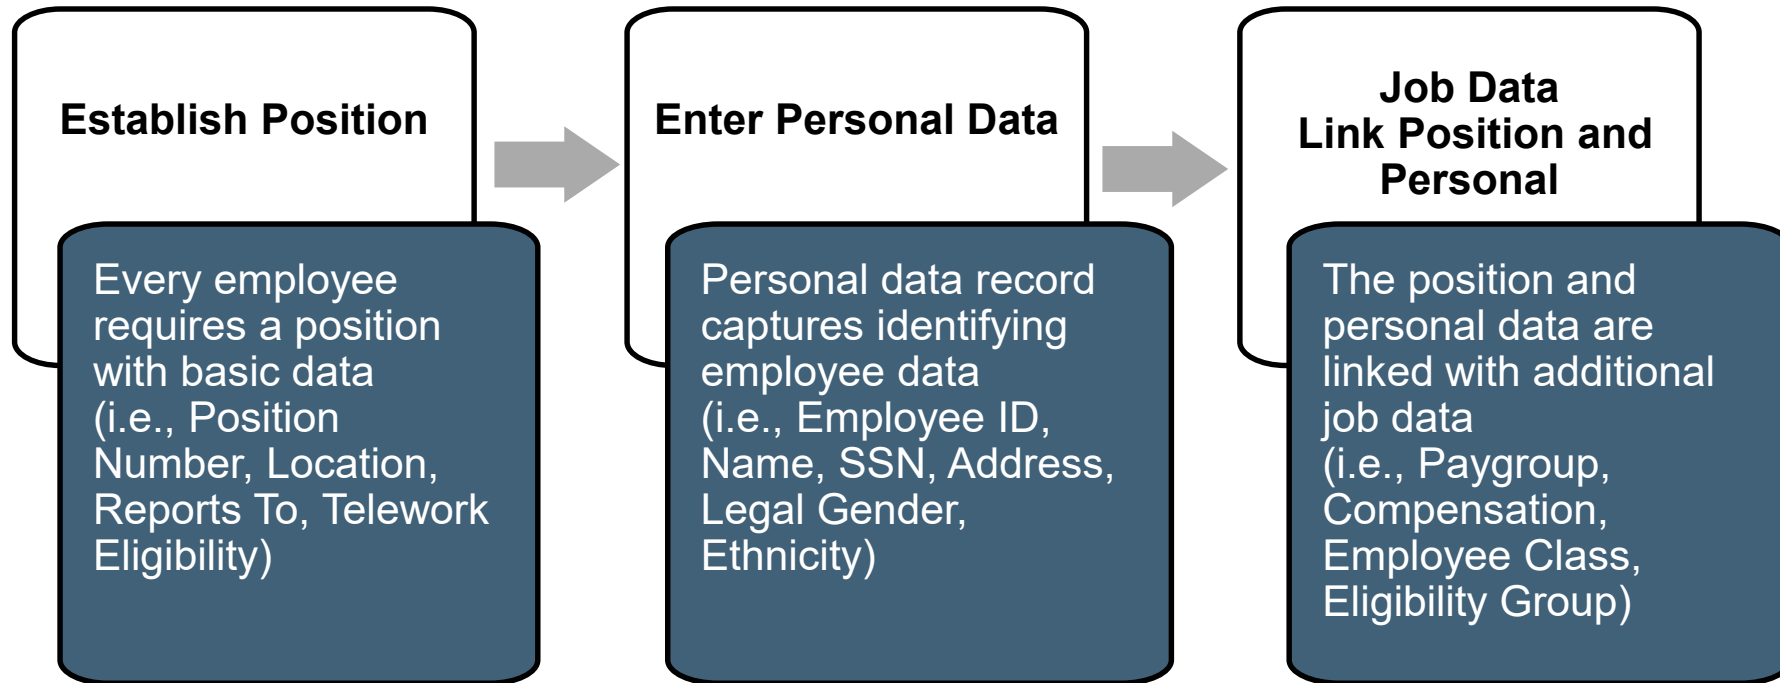 Establish Position
Every employee
requires a position
with basic data
(i.e., Position
Number, Location,
Reports To, Telework
Eligibility)
Enter Personal Data
Personal data record
captures identifying
employee data
(i.e., Employee ID,
Name, SSN, Address,
Legal Gender,
Ethnicity)
Job Data
Link Position and
Personal
The position and
personal data are
linked with additional
job data
(i.e., Paygroup,
Compensation,
Employee Class,
Eligibility Group)